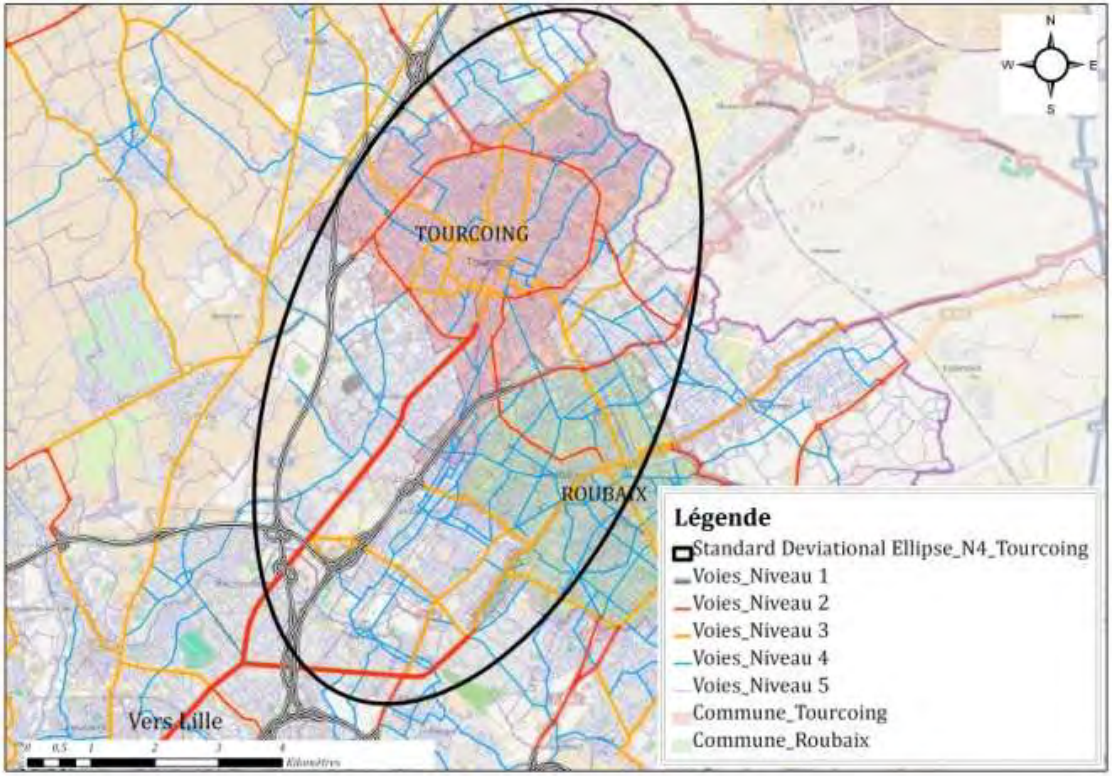 N
W E
S
TOURCOING
Tourcoing
ROUBAIX
Vers Lille
0 0.5 1 2 3 4
Kilomètres
Légende
Standard Deviational Ellipse_N4_Tourcoing
Voies_Niveau 1
Voies_Niveau 2
Voies_Niveau 3
Voies_Niveau 4
Voies_Niveau 5
Commune_Tourcoing
Commune_Roubaix